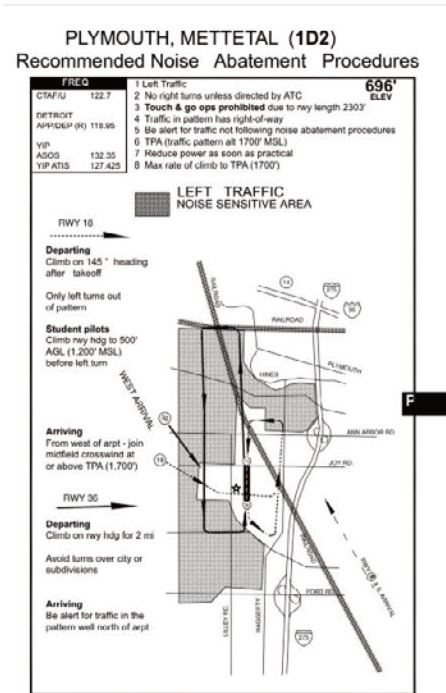 PLYMOUTH, METTETAL (1D2)
Recommended Noise Abatement Procedures
FREQ
CTAF/U 122.7
DETROIT
APP/DEP (R) 118.95
YIP
ASOS 132.35
YIP ATIS 127.425
1 Left Traffic
2 No right turns unless directed by ATC
3 Touch & go ops prohibited due to rwy length 2303'
4 Traffic in pattern has right-of-way
5 Be alert for traffic not following noise abatement procedures
6 TPA (traffic pattern alt 1700' MSL)
7 Reduce power as soon as practical
8 Max rate of climb to TPA (1700')
696'
ELEV
LEFT TRAFFIC
NOISE SENSITIVE AREA
RWY 18
Departing
Climb on 145° heading
after takeoff
Only left turns out
of pattern
Student pilots
Climb rwy hdg to 500'
AGL (1,200' MSL)
before left turn
Arriving
From west of arpt - join
midfield crosswind at
or above TPA (1,700')
RWY 36
Departing
Climb on rwy hdg for 2 mi
Avoid turns over city or
subdivisions
Arriving
Be alert for traffic in the
pattern well north of arpt
RAILROAD
14
275
96
RAILROAD
PLYMOUTH
HINES
WEST ARRIVAL
36
18
ANN ARBOR RD.
JOY RD.
18
36
RAILROAD
FORD RD.
LILLEY RD.
HAGGERTY
275
P